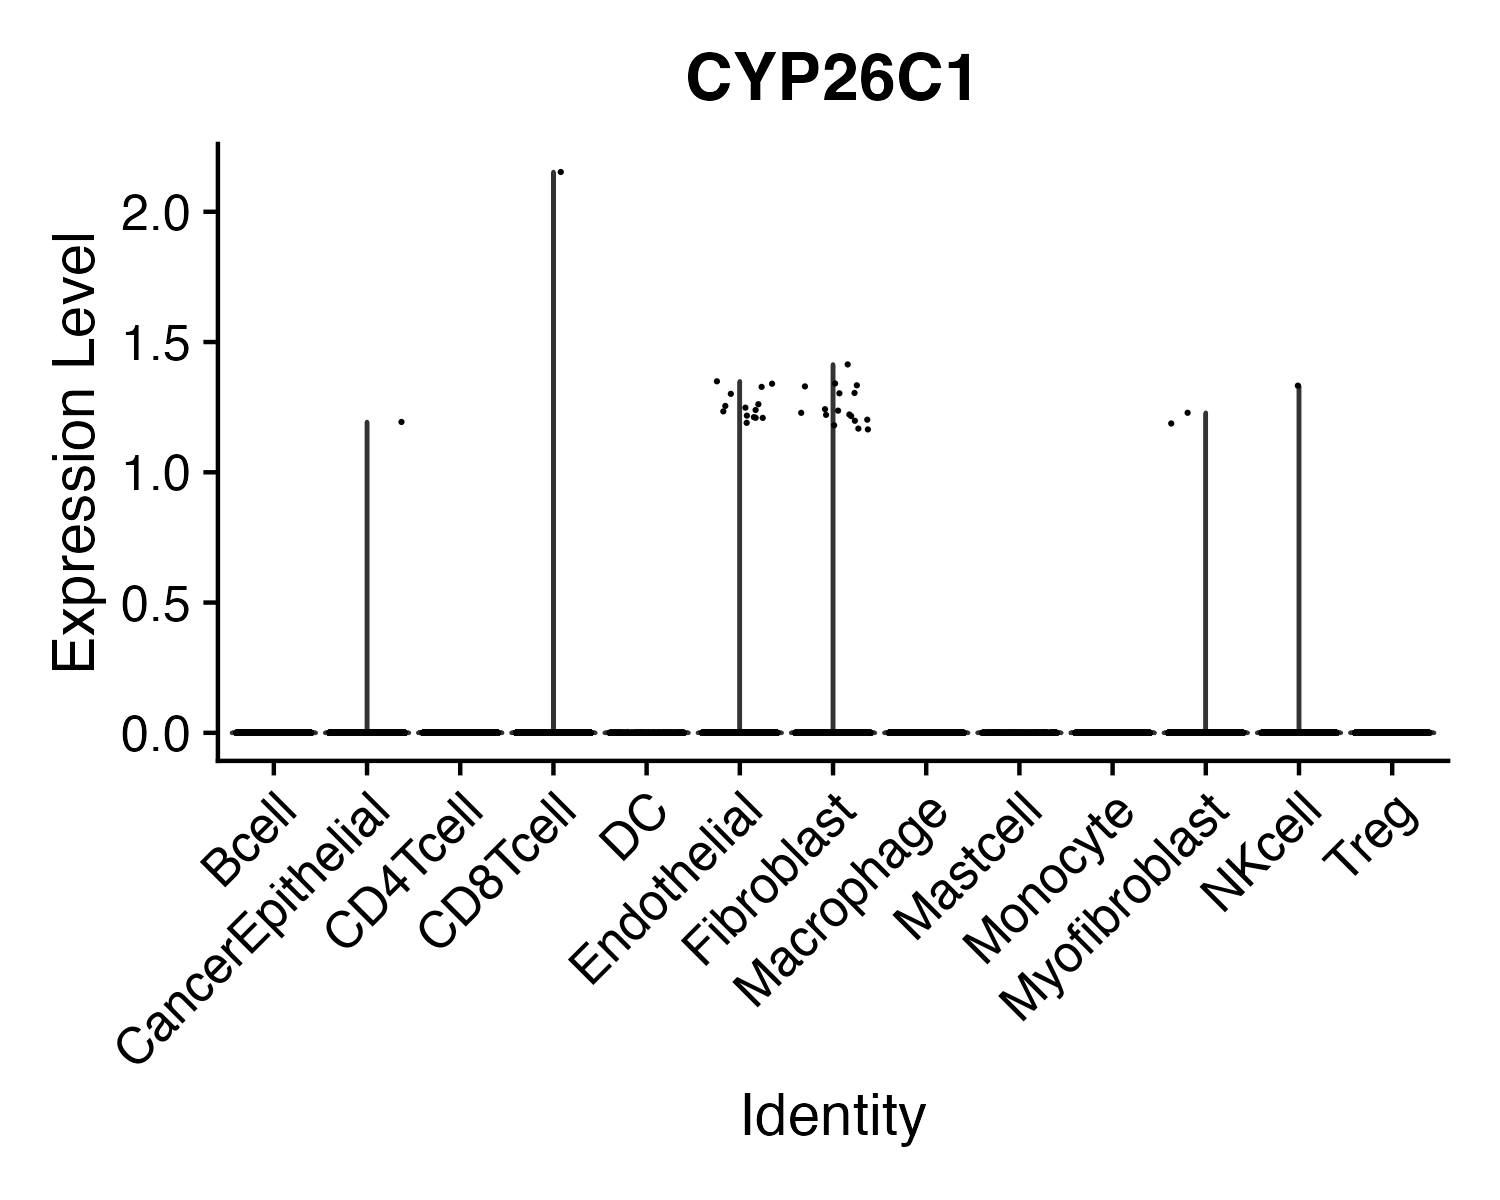 CYP26C1
Expression Level
2.0
1.5
1.0
0.5
0.0
Bcell
CancerEpithelial
CD4Tcell
CD8Tcell
DC
Endothelial
Fibroblast
Macrophage
Mastcell
Monocyte
Myofibroblast
NKcell
Treg
Identity